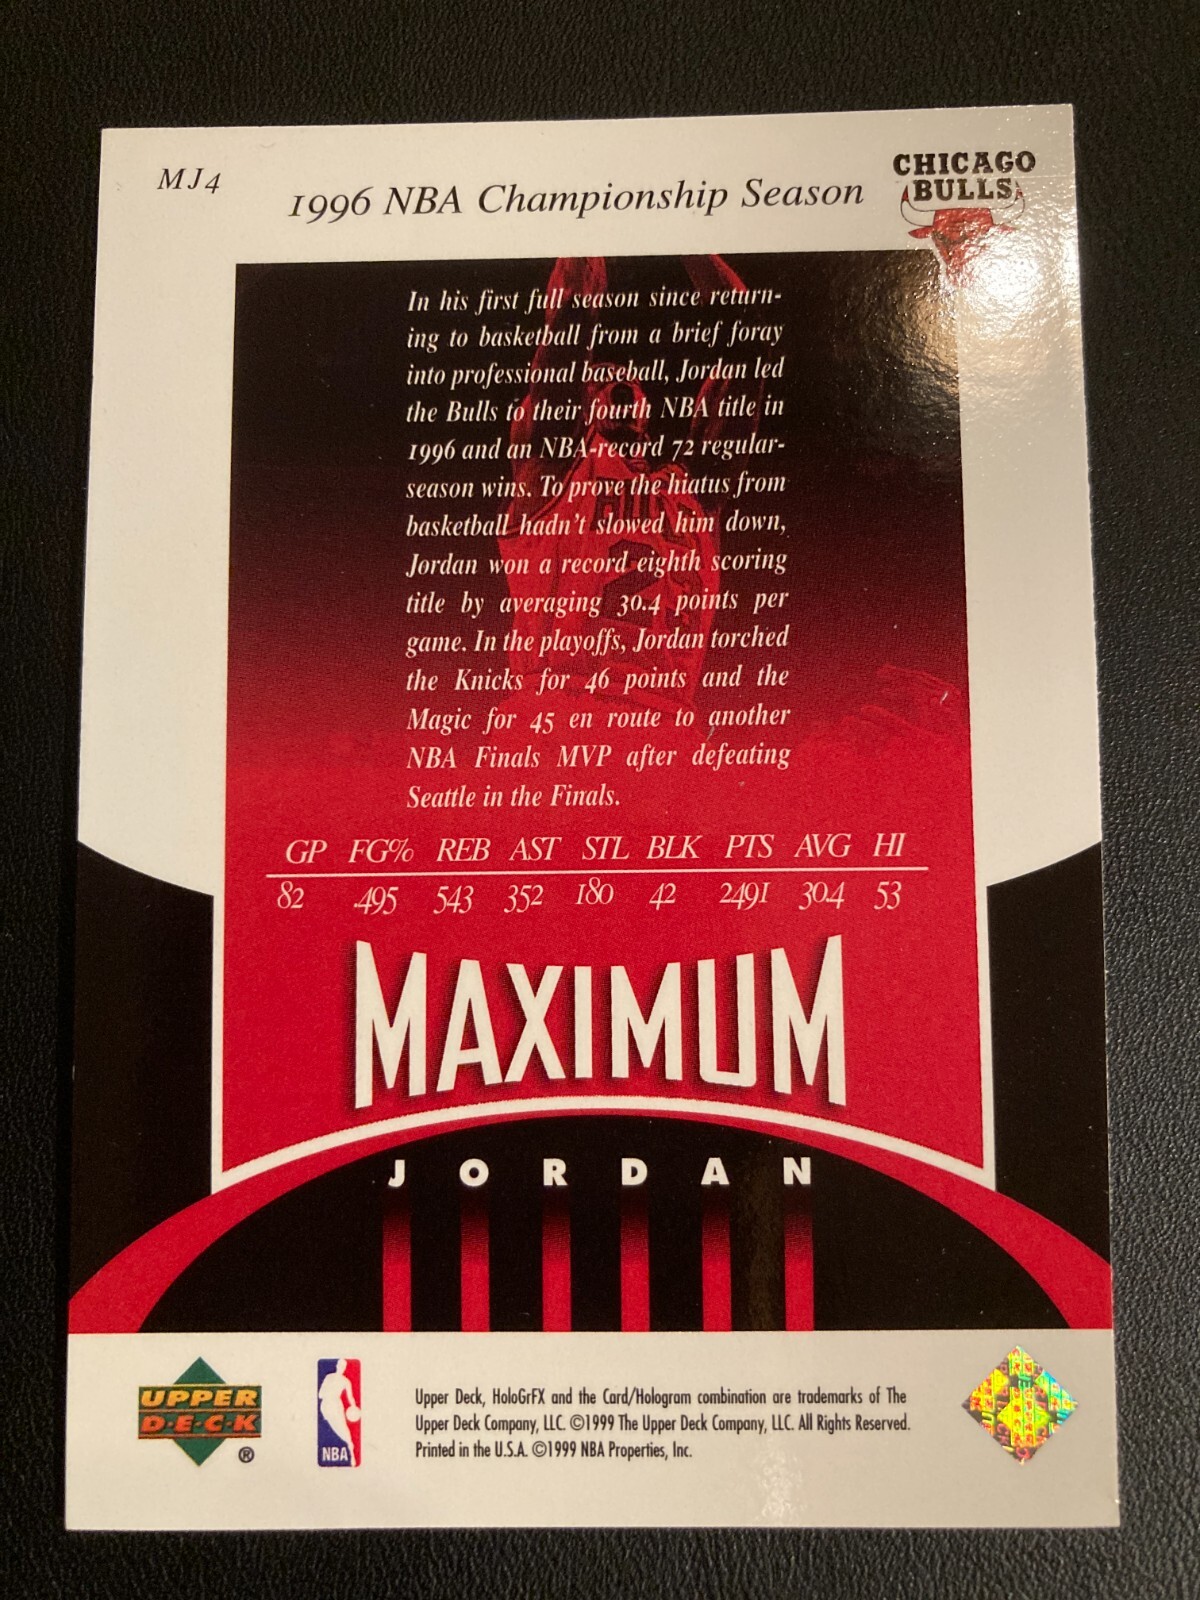 MJ4
1996 NBA Championship Season
CHICAGO
BULLS
In his first full season since return-
ing to basketball from a brief foray
into professional baseball, Jordan led
the Bulls to their fourth NBA title in
1996 and an NBA-record 72 regular-
season wins. To prove the hiatus from
basketball hadn't slowed him down,
Jordan won a record eighth scoring
title by averaging 30.4 points per
game. In the playoffs, Jordan torched
the Knicks for 46 points and the
Magic for 45 en route to another
NBA Finals MVP after defeating
Seattle in the Finals.
GP FG% REB AST STL BLK PTS AVG HI
82 .495 543 352 180 42 2491 30.4 53
MAXIMUM
JORDAN
UPPER
DECK
®
NBA
Upper Deck, HoloGrFX and the Card/Hologram combination are trademarks of The
Upper Deck Company, LLC. ©1999 The Upper Deck Company, LLC. All Rights Reserved.
Printed in the U.S.A. ©1999 NBA Properties, Inc.